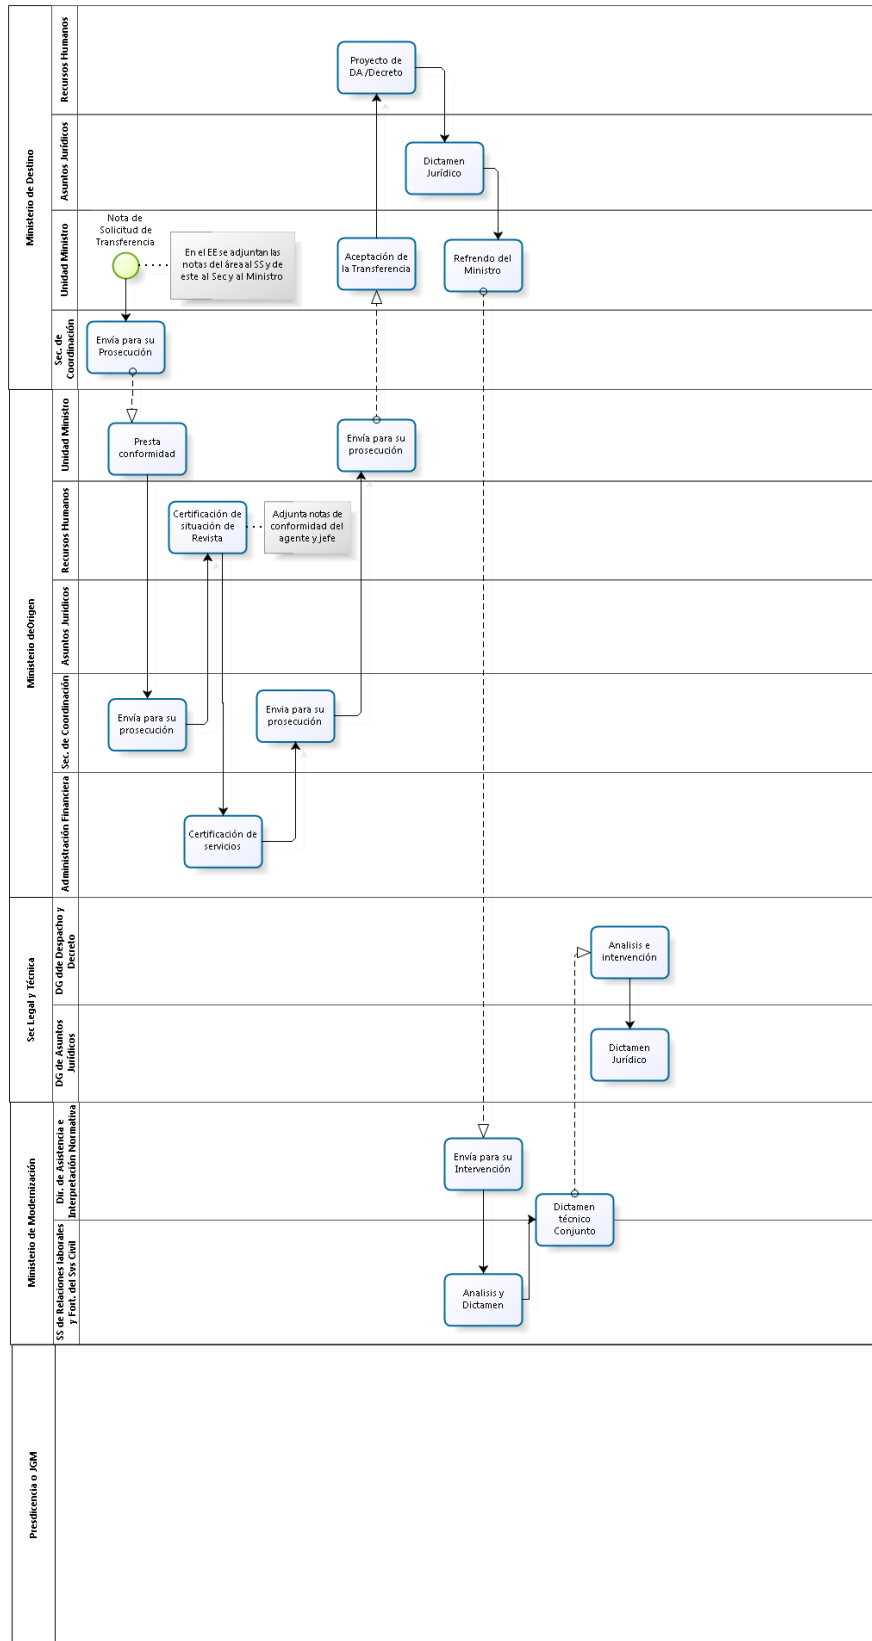 Ministerio de Destino
Recursos Humanos
Proyecto de
DA /Decreto
Asuntos Jurídicos
Dictamen
Jurídico
Unidad Ministro
Nota de
Solicitud de
Transferencia
En el EE se adjuntan las
notas del área al SS y de
este al Sec y al Ministro
Aceptación de
la Transferencia
Refrendo del
Ministro
Sec. de
Coordinación
Envía para su
Prosecución
Ministerio deOrigen
Unidad Ministro
Presta
conformidad
Envía para su
prosecución
Recursos Humanos
Certificación de
situación de
Revista
Adjunta notas de
conformidad del
agente y jefe
Asuntos Juridicos
Sec. de Coordinación
Envía para su
prosecución
Envia para su
prosecución
Administración Financiera
Certificación de
servicios
Sec Legal y Técnica
DG dde Despacho y
Decreto
Analisis e
intervención
DG de Asuntos
Jurídicos
Dictamen
Jurídico
Ministerio de Modernización
Dir. de Asistencia e
Interpretación Normativa
Envía para su
Intervención
Dictamen
técnico
Conjunto
SS de Relaciones laborales
y Fort. del Svs Civil
Analisis y
Dictamen
Presdicencia o JGM